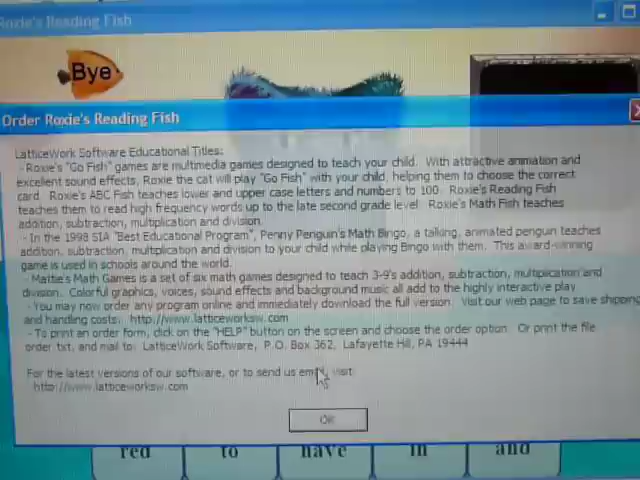 Roxie's Reading Fish
Bye
Order Roxie's Reading Fish
LatticeWork Software Educational Titles:
- Roxie's "Go Fish" games are multimedia games designed to teach your child. With attractive animation and
excellent sound effects, Roxie the cat will play "Go Fish" with your child, helping them to choose the correct
card. Roxie's ABC Fish teaches lower and upper case letters and numbers to 100. Roxie's Reading Fish
teaches them to read high frequency words up to the late second grade level. Roxie's Math Fish teaches
addition, subtraction, multiplication and division.
- In the 1998 SIA "Best Educational Program", Penny Penguin's Math Bingo, a talking, animated penguin teaches
addition, subtraction, multiplication and division to your child while playing Bingo with them. This award-winning
game is used in schools around the world.
- Mattie's Math Games is a set of six math games designed to teach 3-9's addition, subtraction, multiplication and
division. Colorful graphics, voices, sound effects and background music all add to the highly interactive play.
- You may now order any program online and immediately download the full version. Visit our web page to save shipping
and handling costs. http://www.latticeworksw.com
- To print an order form, click on the "HELP" button on the screen and choose the order option. Or print the file
order.txt, and mail to: LatticeWork Software, P.O. Box 362, Lafayette Hill, PA 19444
For the latest versions of our software, or to send us visit
http://www.latticeworksw.com
OK
red to have in and